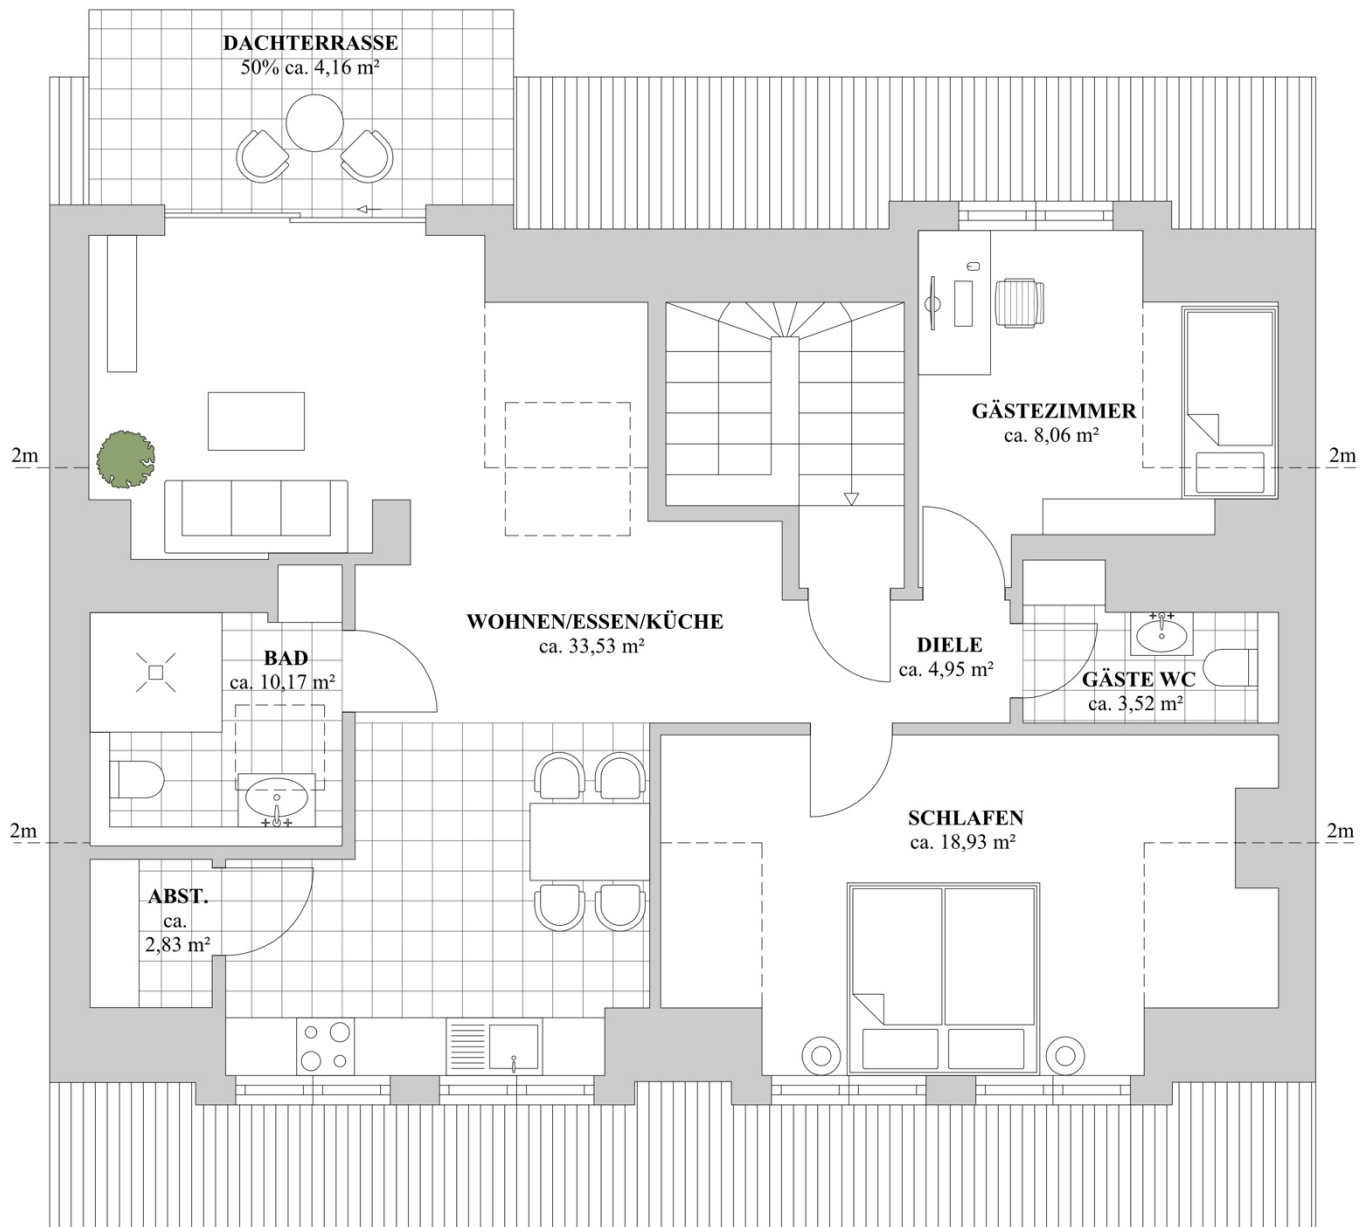 DACHTERRASSE
50% ca. 4,16 m²
GÄSTEZIMMER
ca. 8,06 m²
2m
2m
WOHNEN/ESSEN/KÜCHE
ca. 33,53 m²
DIELE
ca. 4,95 m²
BAD
ca. 10,17 m²
GÄSTE WC
ca. 3,52 m²
2m
2m
SCHLAFEN
ca. 18,93 m²
ABST.
ca.
2,83 m²